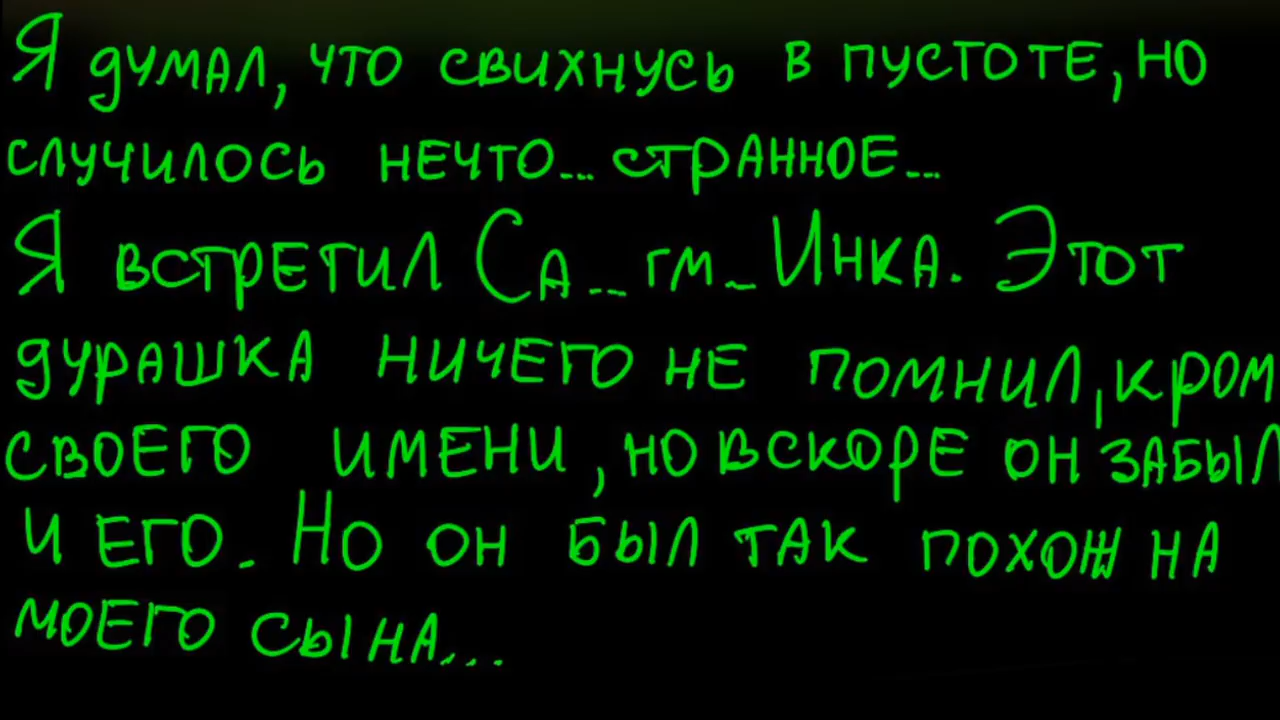 Я думал, что свихнусь в пустоте, но
случилось нечто... странное...
Я встретил Са... гм... Инка. Этот
дурашка ничего не помнил, кром
своего имени, но вскоре он забыл
и его. Но он был так похож на
моего сына...